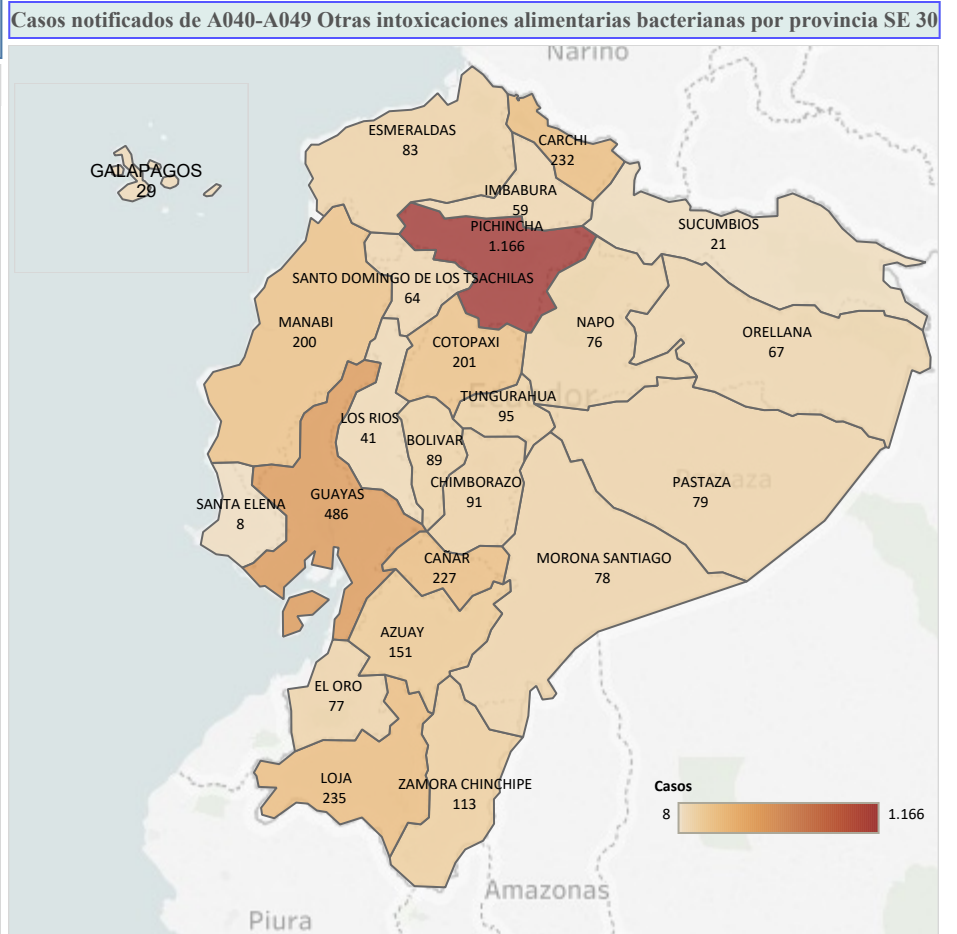 Casos notificados de A040-A049 Otras intoxicaciones alimentarias bacterianas por provincia SE 30
Narino
ESMERALDAS
83
CARCHI
232
GALAPAGOS
29
IMBABURA
59
PICHINCHA
1.166
SUCUMBIOS
21
SANTO DOMINGO DE LOS TSACHILAS
64
MANABI
200
COTOPAXI
201
NAPO
76
ORELLANA
67
Ecuador
TUNGURAHUA
95
LOS RIOS
41
BOLIVAR
89
CHIMBORAZO
91
Pastaza
PASTAZA
79
SANTA ELENA
8
GUAYAS
486
CAÑAR
227
MORONA SANTIAGO
78
AZUAY
151
EL ORO
77
LOJA
235
ZAMORA CHINCHIPE
113
Casos
8
1.166
Amazonas
Piura